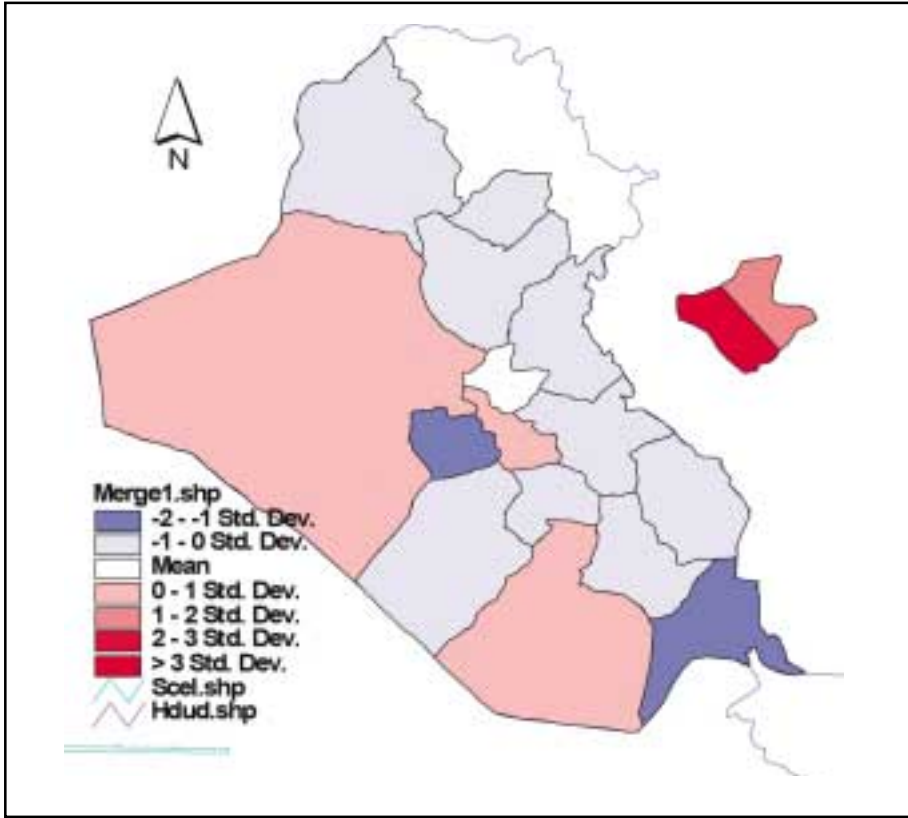 N
Merge1.shp
-2 - -1 Std. Dev.
-1 - 0 Std. Dev.
Mean
0 - 1 Std. Dev.
1 - 2 Std. Dev.
2 - 3 Std. Dev.
> 3 Std. Dev.
Scel.shp
Hdud.shp